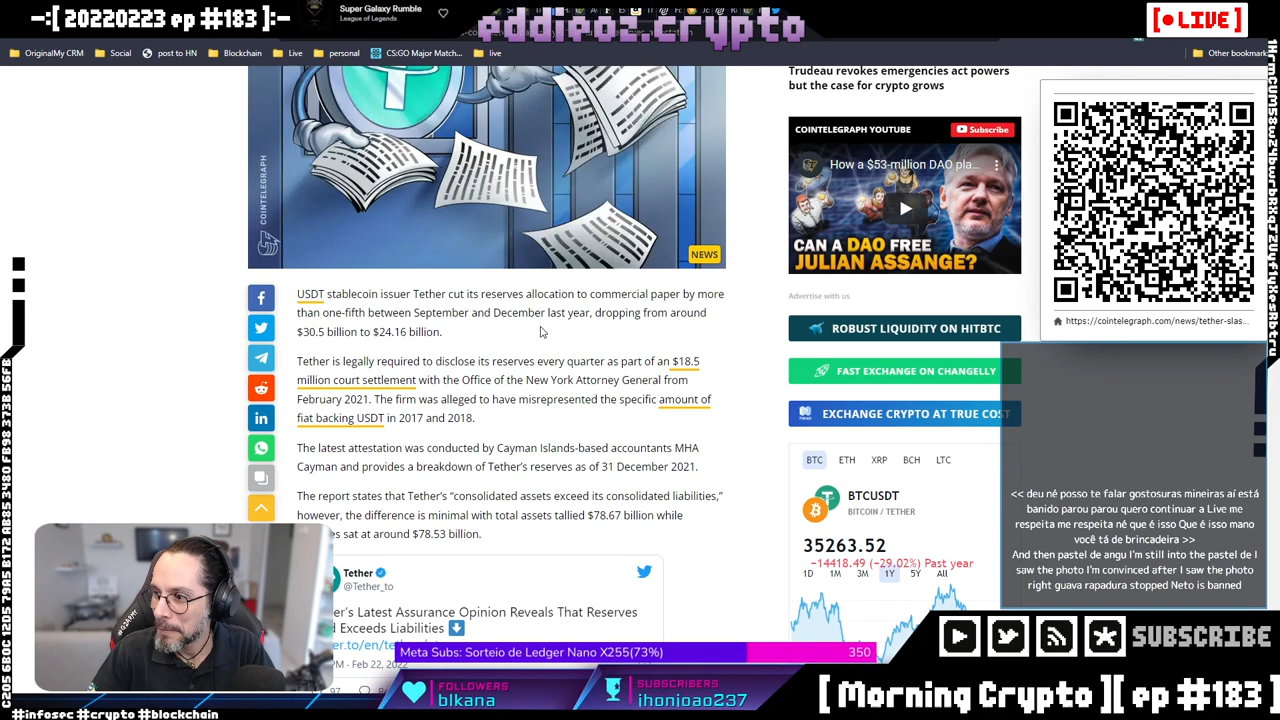 -:[ 20220223 ep #183 ]:-
Super Galaxy Rumble
League of Legends
eddieoz.crypto
[ LIVE ]
OriginalMy CRM
Social
post to HN
Blockchain
Live
personal
CS:GO Major Match...
live
Other bookmark
COINTELEGRAPH
NEWS
USDT stablecoin issuer Tether cut its reserves allocation to commercial paper by more
than one-fifth between September and December last year, dropping from around
$30.5 billion to $24.16 billion.
Tether is legally required to disclose its reserves every quarter as part of an $18.5
million court settlement with the Office of the New York Attorney General from
February 2021. The firm was alleged to have misrepresented the specific amount of
fiat backing USDT in 2017 and 2018.
The latest attestation was conducted by Cayman Islands-based accountants MHA
Cayman and provides a breakdown of Tether's reserves as of 31 December 2021.
The report states that Tether's “consolidated assets exceed its consolidated liabilities,”
however, the difference is minimal with total assets tallied $78.67 billion while
sat at around $78.53 billion.
Tether
@Tether_to
er's Latest Assurance Opinion Reveals That Reserves
Exceeds Liabilities
Feb 22, 2022
Trudeau revokes emergencies act powers
but the case for crypto grows
COINTELEGRAPH YOUTUBE
Subscribe
How a $53-million DAO pla...
CAN A DAO FREE
JULIAN ASSANGE?
Advertise with us
ROBUST LIQUIDITY ON HITBTC
FAST EXCHANGE ON CHANGELLY
EXCHANGE CRYPTO AT TRUE COST
BTC ETH XRP BCH LTC
BTCUSDT
BITCOIN / TETHER
35263.52
−14418.49 (−29.02%) Past year
1D 1M 3M 1Y 5Y All
https://cointelegraph.com/news/tether-slas...
<< deu né posso te falar gostosuras mineiras aí está
banido parou parou quero continuar a Live me
respeita me respeita né que é isso Que é isso mano
você tá de brincadeira >>
And then pastel de angu I'm still into the pastel de I
saw the photo I'm convinced after I saw the photo
right guava rapadura stopped Neto is banned
Meta Subs: Sorteio de Ledger Nano X255(73%)
350
FOLLOWERS
blkana
SUBSCRIBERS
ihonjoao237
SUBSCRIBE
[ Morning Crypto ][ ep #183 ]
#infosec #crypto #blockchain